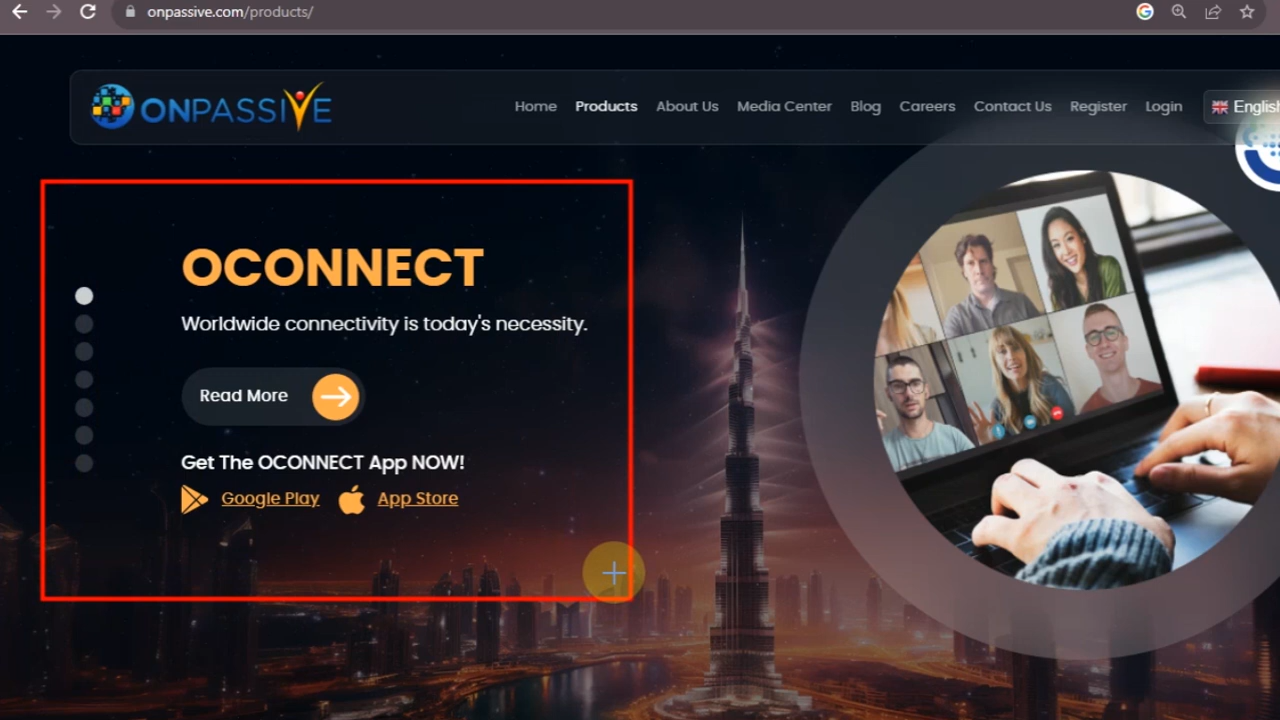 onpassive.com/products/
ONPASSIVE
Home Products About Us Media Center Blog Careers Contact Us Register Login English
OCONNECT
Worldwide connectivity is today's necessity.
Read More
Get The OCONNECT App NOW!
Google Play App Store